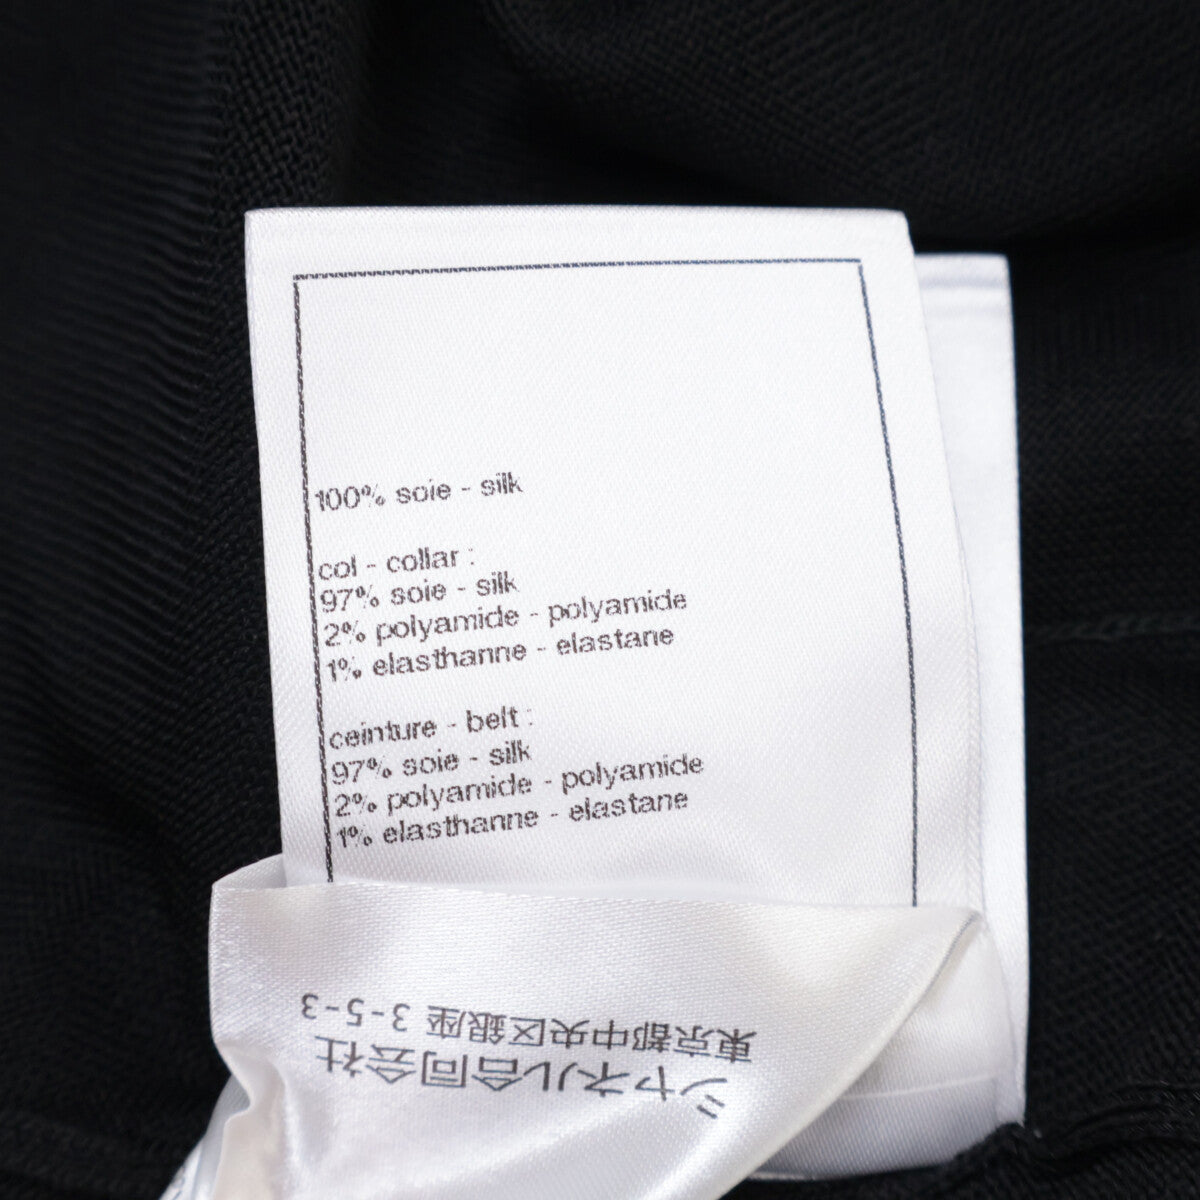 100% soie - silk
col - collar :
97% soie - silk
2% polyamide - polyamide
1% elasthanne - elastane
ceinture - belt :
97% soie - silk
2% polyamide - polyamide
1% elasthanne - elastane
シャネル合同会社
東京都中央区銀座 3-5-3